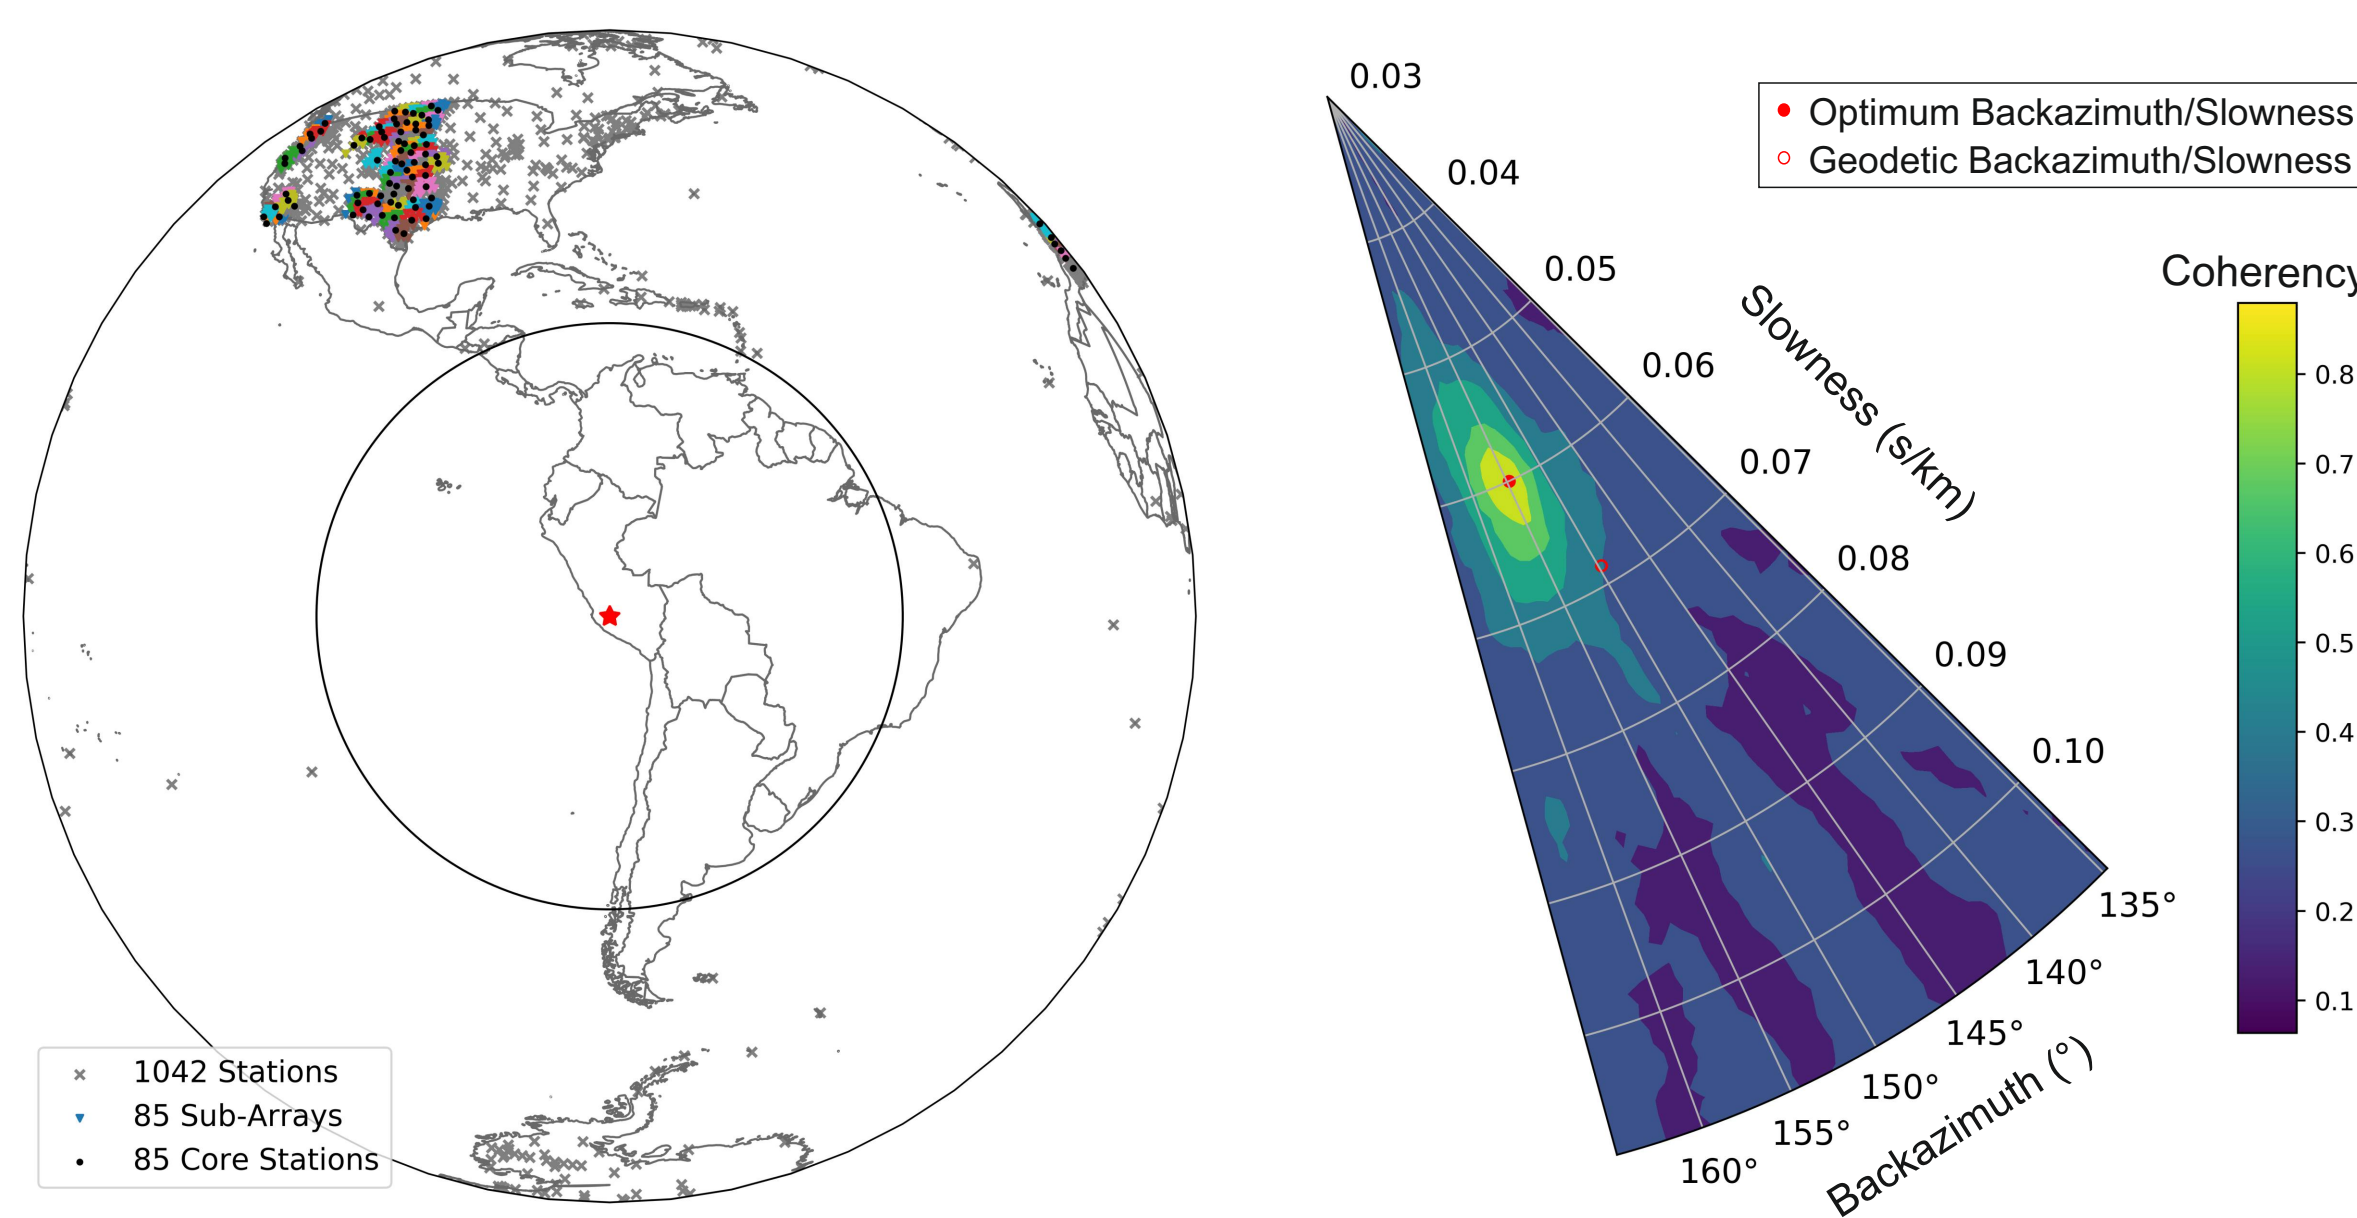 0.03
0.04
0.05
0.06
0.07
0.08
0.09
0.10
Slowness (s/km)
Optimum Backazimuth/Slowness
Geodetic Backazimuth/Slowness
Coherency
0.8
0.7
0.6
0.5
0.4
0.3
0.2
0.1
135°
140°
145°
150°
155°
160°
Backazimuth (°)
1042 Stations
85 Sub-Arrays
85 Core Stations